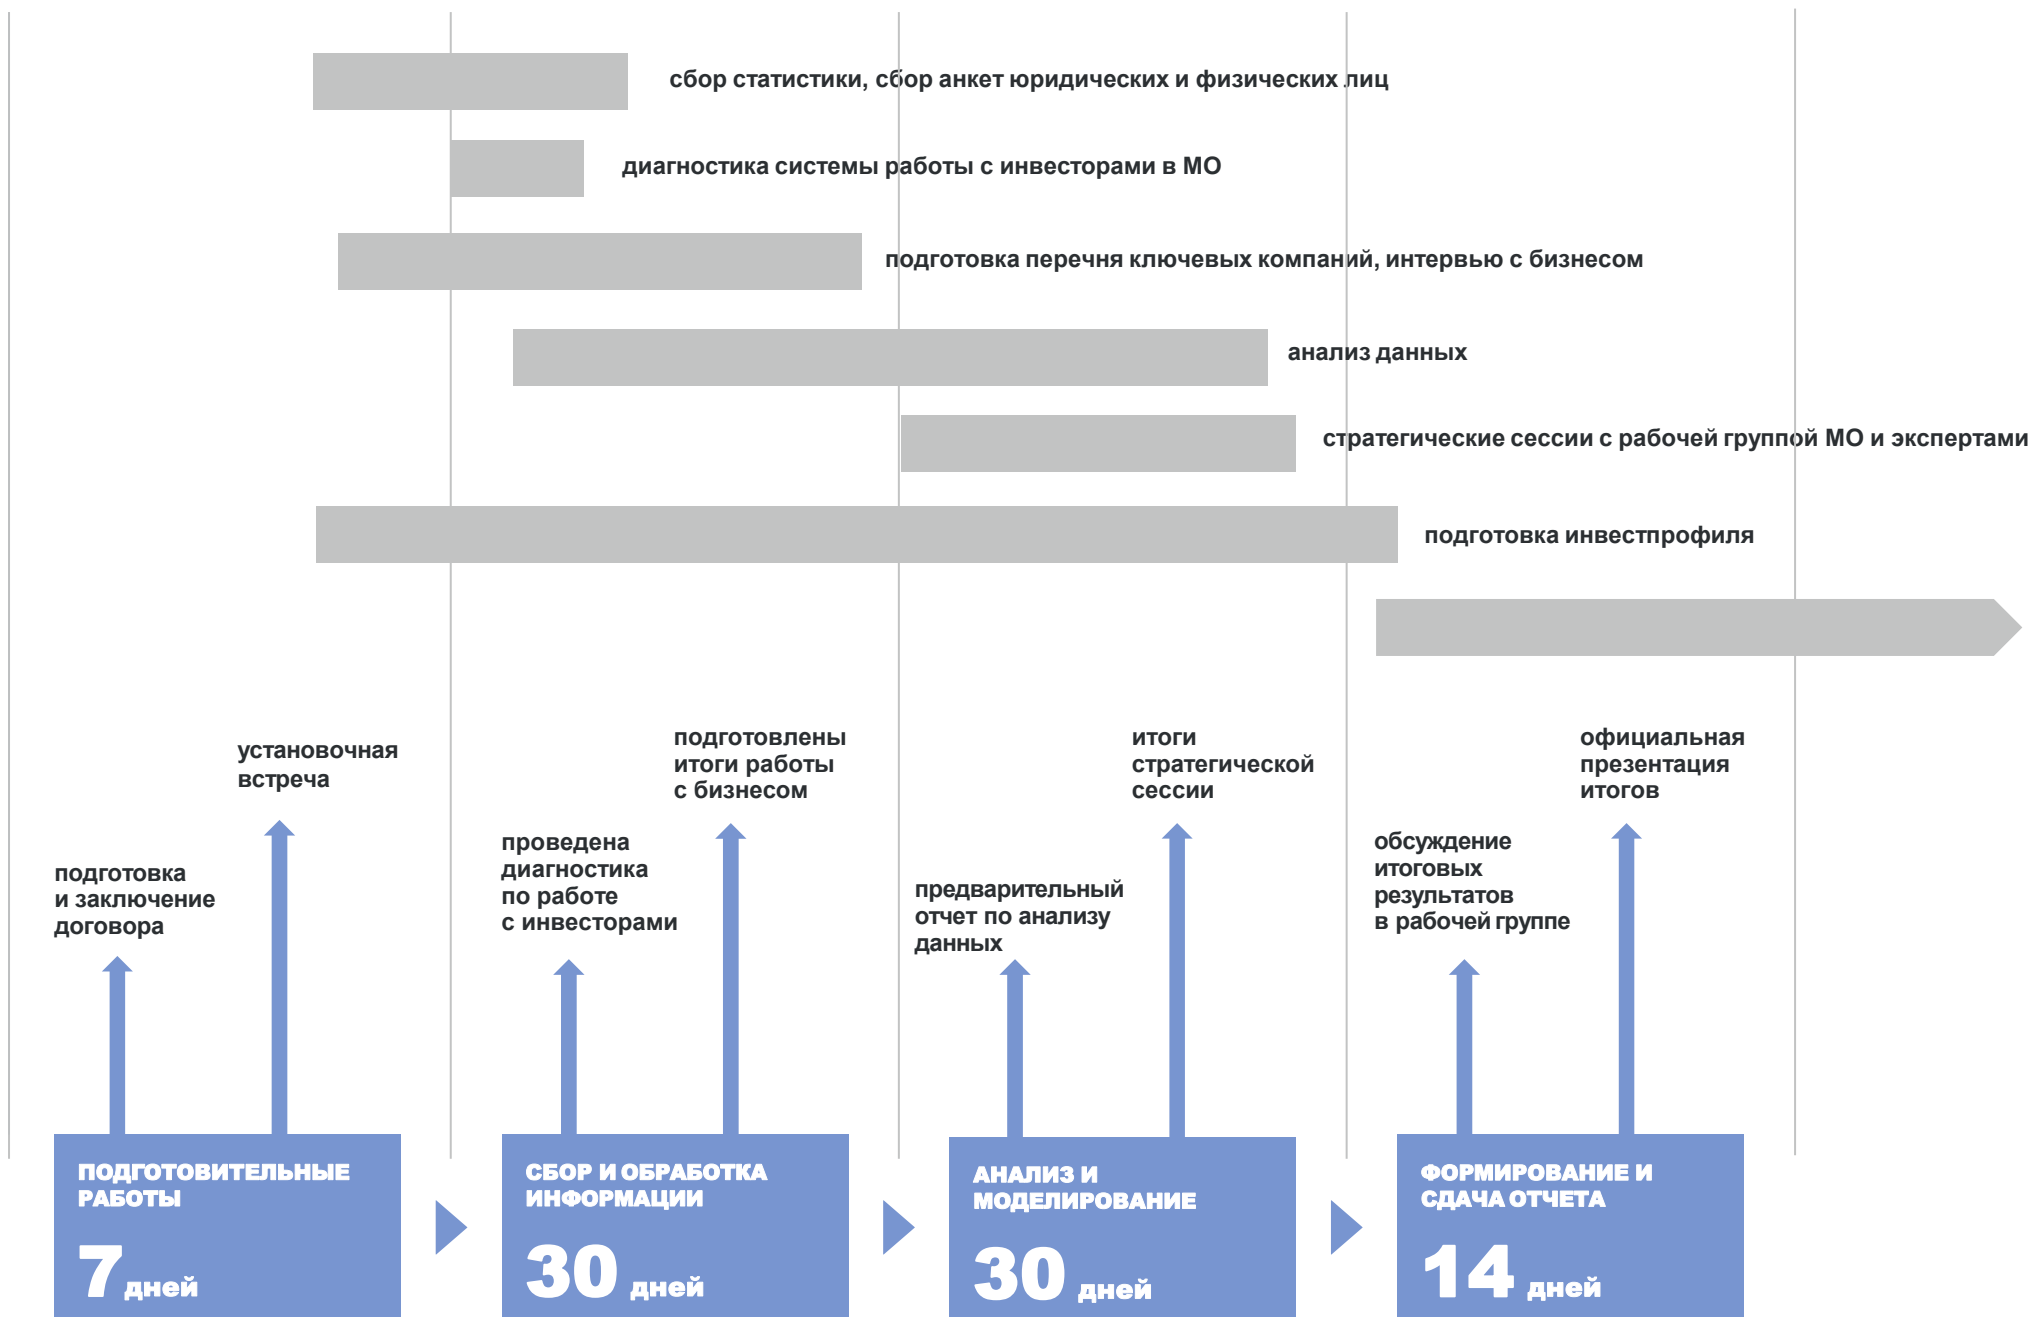 сбор статистики, сбор анкет юридических и физических лиц
диагностика системы работы с инвесторами в МО
подготовка перечня ключевых компаний, интервью с бизнесом
анализ данных
стратегические сессии с рабочей группой МО и экспертами
подготовка инвестпрофиля
подготовка
и заключение
договора
установочная
встреча
проведена
диагностика
по работе
с инвесторами
подготовлены
итоги работы
с бизнесом
предварительный
отчет по анализу
данных
итоги
стратегической
сессии
обсуждение
итоговых
результатов
в рабочей группе
официальная
презентация
итогов
ПОДГОТОВИТЕЛЬНЫЕ
РАБОТЫ
7 дней
СБОР И ОБРАБОТКА
ИНФОРМАЦИИ
30 дней
АНАЛИЗ И
МОДЕЛИРОВАНИЕ
30 дней
ФОРМИРОВАНИЕ И
СДАЧА ОТЧЕТА
14 дней